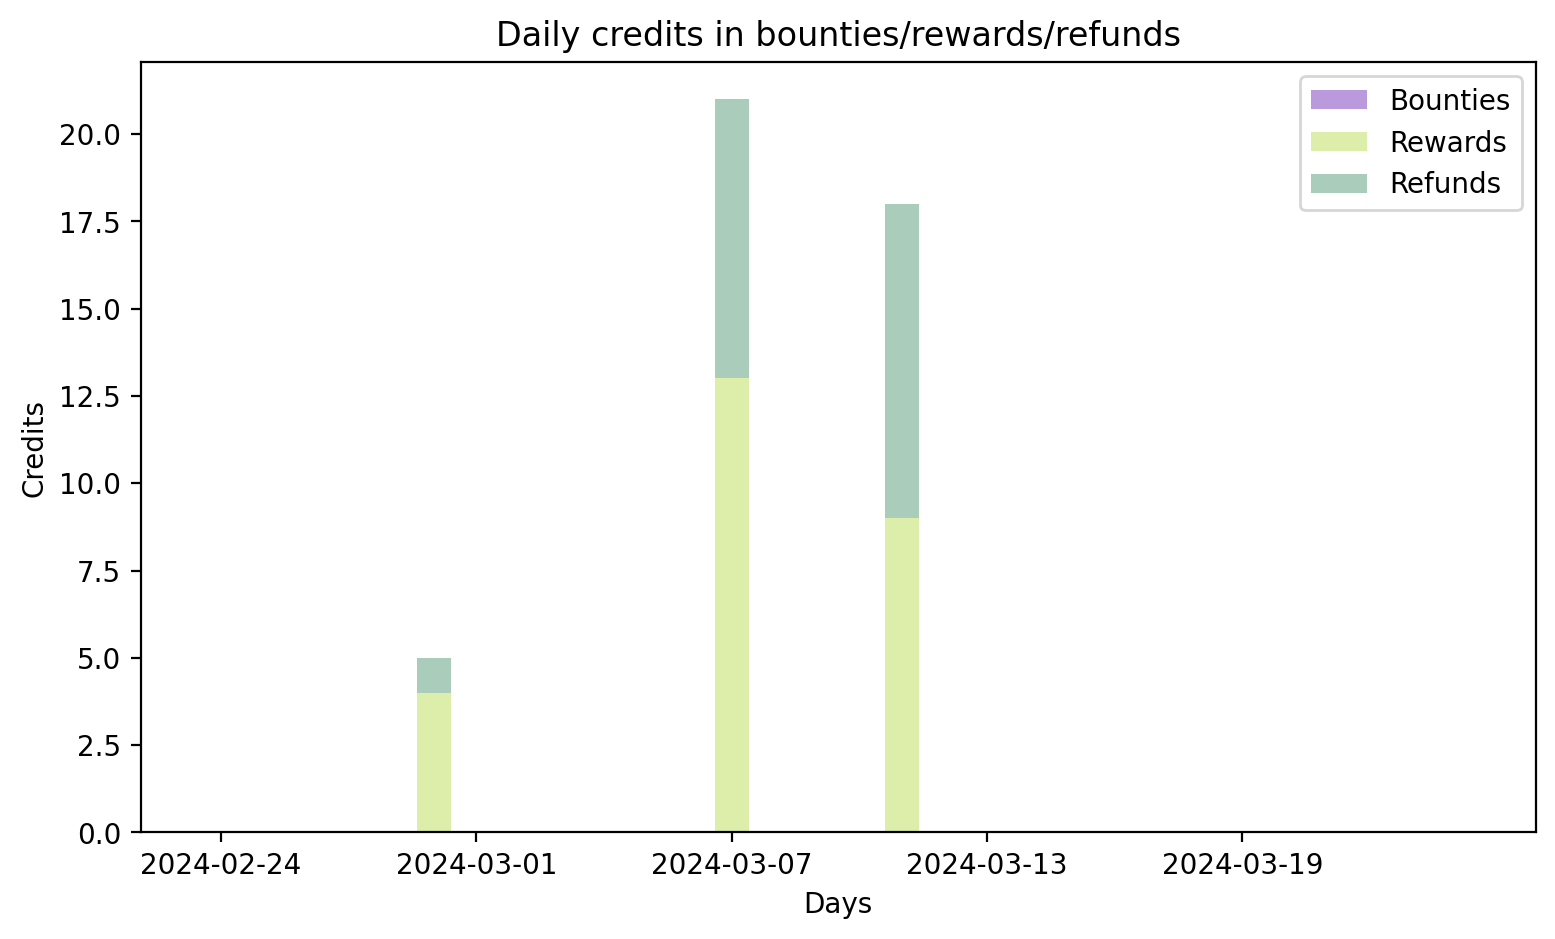 Daily credits in bounties/rewards/refunds
Bounties
Rewards
Refunds
Credits
20.0
17.5
15.0
12.5
10.0
7.5
5.0
2.5
0.0
2024-02-24 2024-03-01 2024-03-07 2024-03-13 2024-03-19
Days